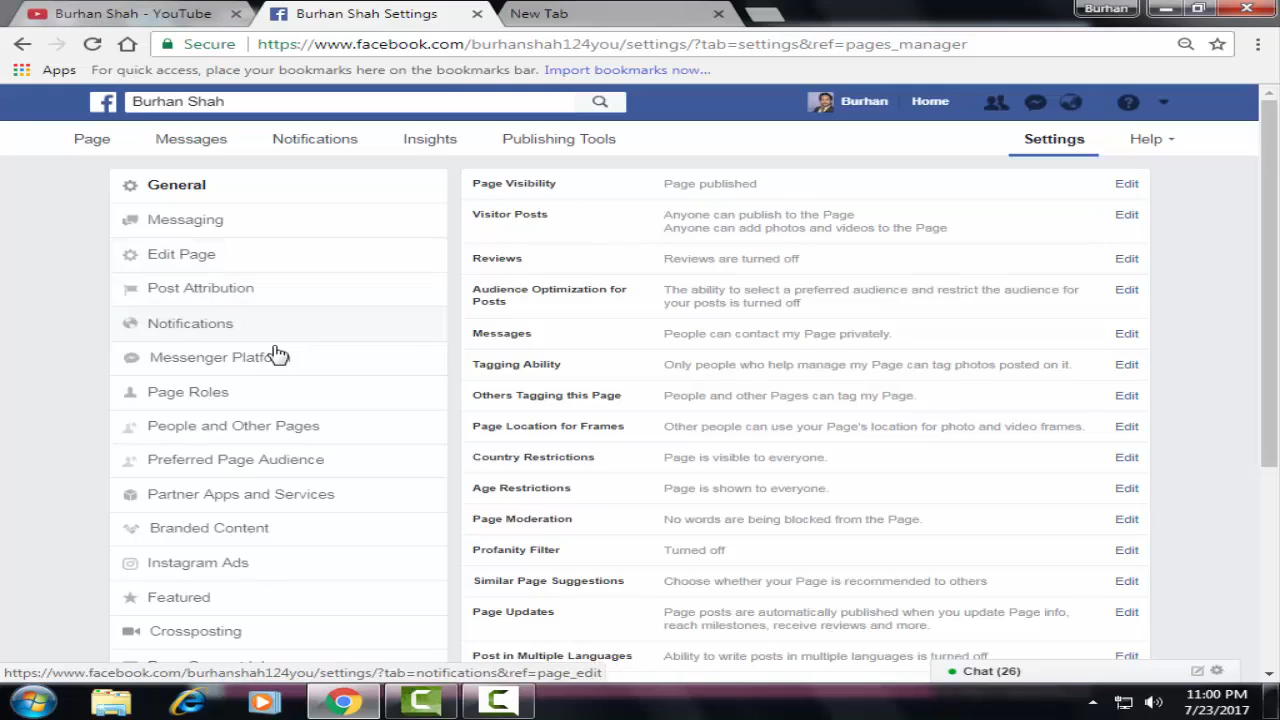 Burhan Shah - YouTube
Burhan Shah Settings
New Tab
Burhan
Secure
https://www.facebook.com/burhanshah124you/settings/?tab=settings&ref=pages_manager
Apps
For quick access, place your bookmarks here on the bookmarks bar. Import bookmarks now...
Burhan Shah
Burhan
Home
Page
Messages
Notifications
Insights
Publishing Tools
Settings
Help
General
Messaging
Edit Page
Post Attribution
Notifications
Messenger Platfo
Page Roles
People and Other Pages
Preferred Page Audience
Partner Apps and Services
Branded Content
Instagram Ads
Featured
Crossposting
Page Visibility
Page published
Edit
Visitor Posts
Anyone can publish to the Page
Anyone can add photos and videos to the Page
Edit
Reviews
Reviews are turned off
Edit
Audience Optimization for
Posts
The ability to select a preferred audience and restrict the audience for
your posts is turned off
Edit
Messages
People can contact my Page privately.
Edit
Tagging Ability
Only people who help manage my Page can tag photos posted on it.
Edit
Others Tagging this Page
People and other Pages can tag my Page.
Edit
Page Location for Frames
Other people can use your Page's location for photo and video frames.
Edit
Country Restrictions
Page is visible to everyone.
Edit
Age Restrictions
Page is shown to everyone.
Edit
Page Moderation
No words are being blocked from the Page.
Edit
Profanity Filter
Turned off
Edit
Similar Page Suggestions
Choose whether your Page is recommended to others
Edit
Page Updates
Page posts are automatically published when you update Page info,
reach milestones, receive reviews and more.
Edit
Post in Multiple Languages
Ability to write posts in multiple languages is turned off
Edit
https://www.facebook.com/burhanshah124you/settings/?tab=notifications&ref=page_edit
Chat (26)
11:00 PM
7/23/2017